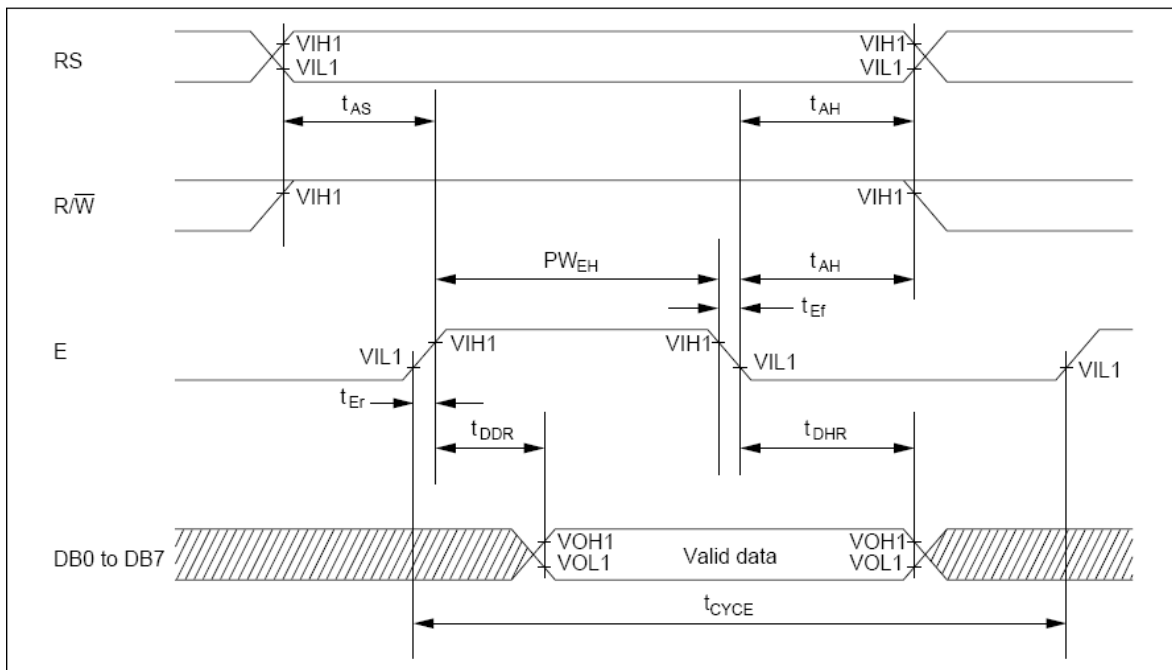 RS
VIH1
VIL1
VIH1
VIL1
tAS
tAH
R/W̅
VIH1
VIH1
PWEH
tAH
tEf
E
VIL1
VIH1
VIH1
VIL1
VIL1
tEr
tDDR
tDHR
DB0 to DB7
VOH1
VOL1
Valid data
VOH1
VOL1
tCYCE